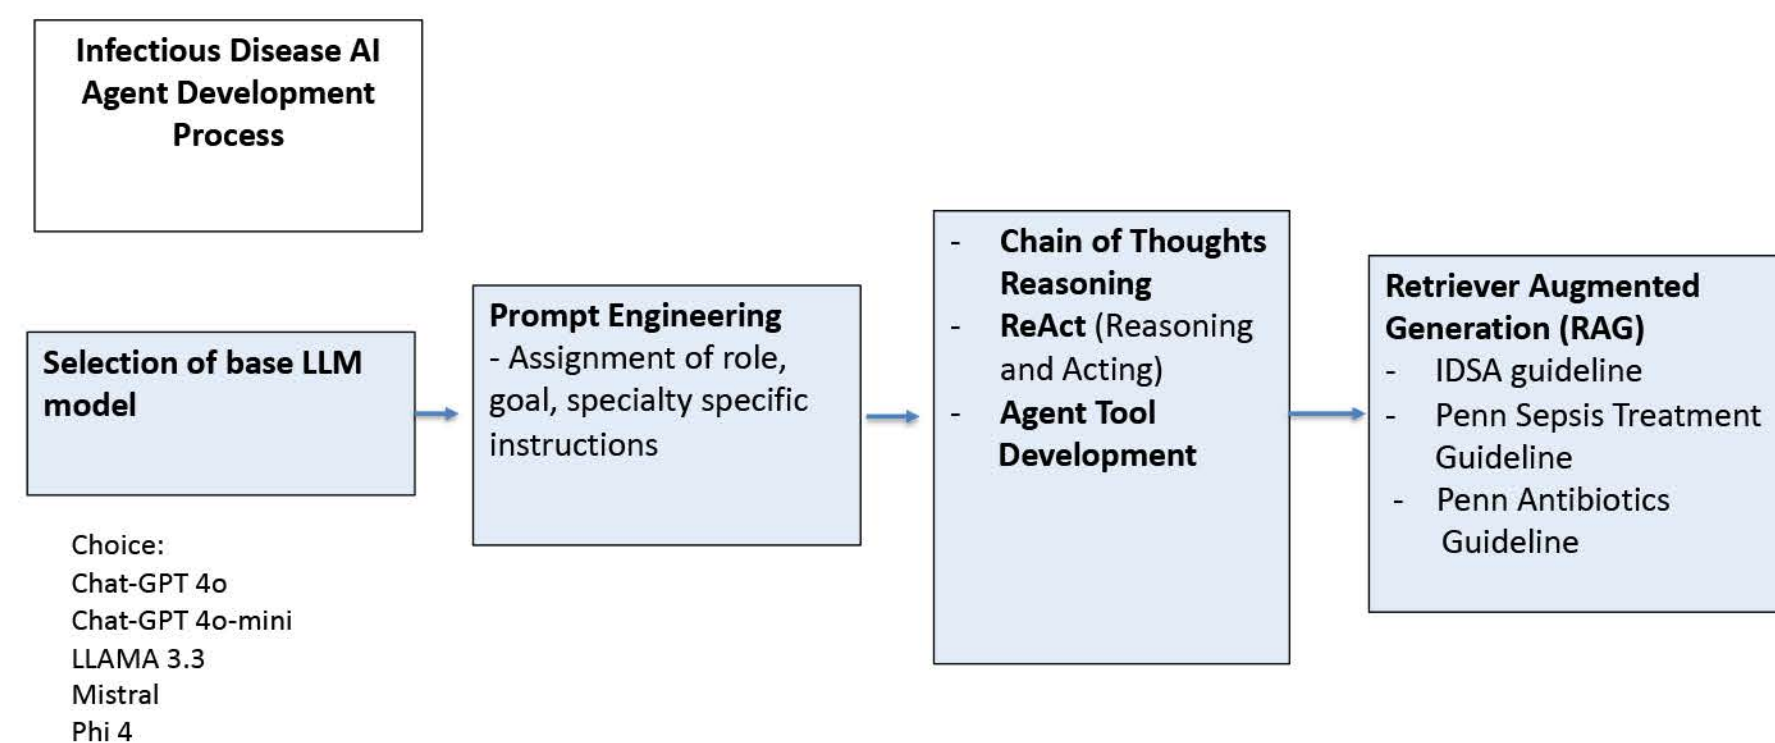 Infectious Disease AI
Agent Development
Process
Selection of base LLM
model
Choice:
Chat-GPT 4o
Chat-GPT 4o-mini
LLAMA 3.3
Mistral
Phi 4
Prompt Engineering
- Assignment of role,
goal, specialty specific
instructions
- Chain of Thoughts
Reasoning
- ReAct (Reasoning
and Acting)
- Agent Tool
Development
Retriever Augmented
Generation (RAG)
- IDSA guideline
- Penn Sepsis Treatment
Guideline
- Penn Antibiotics
Guideline